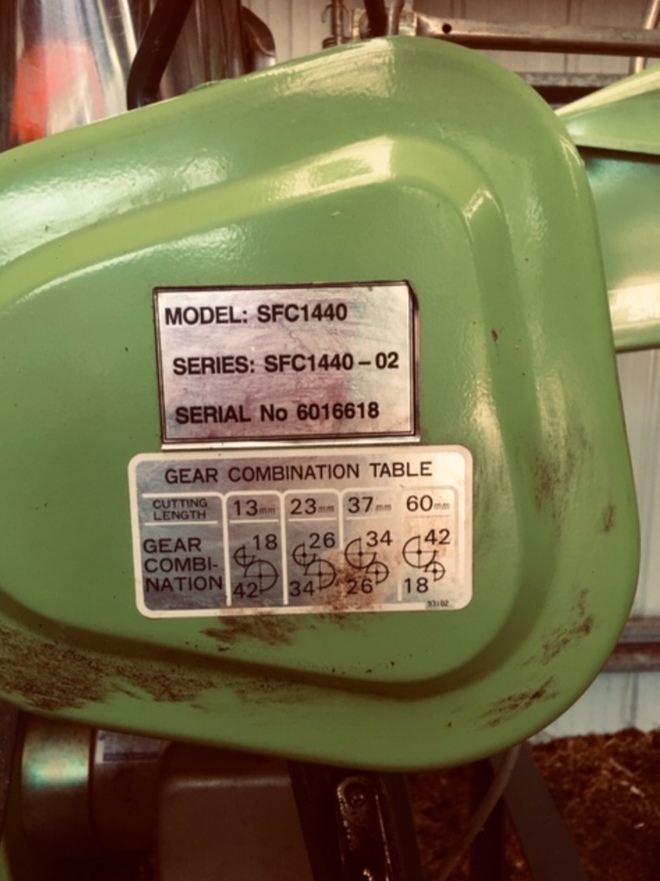 MODEL: SFC1440
SERIES: SFC1440-02
SERIAL No 6016618
GEAR COMBINATION TABLE
CUTTING LENGTH 13mm 23mm 37mm 60mm
GEAR COMBI-NATION 18 26 34 42
42 34 26 18
93102